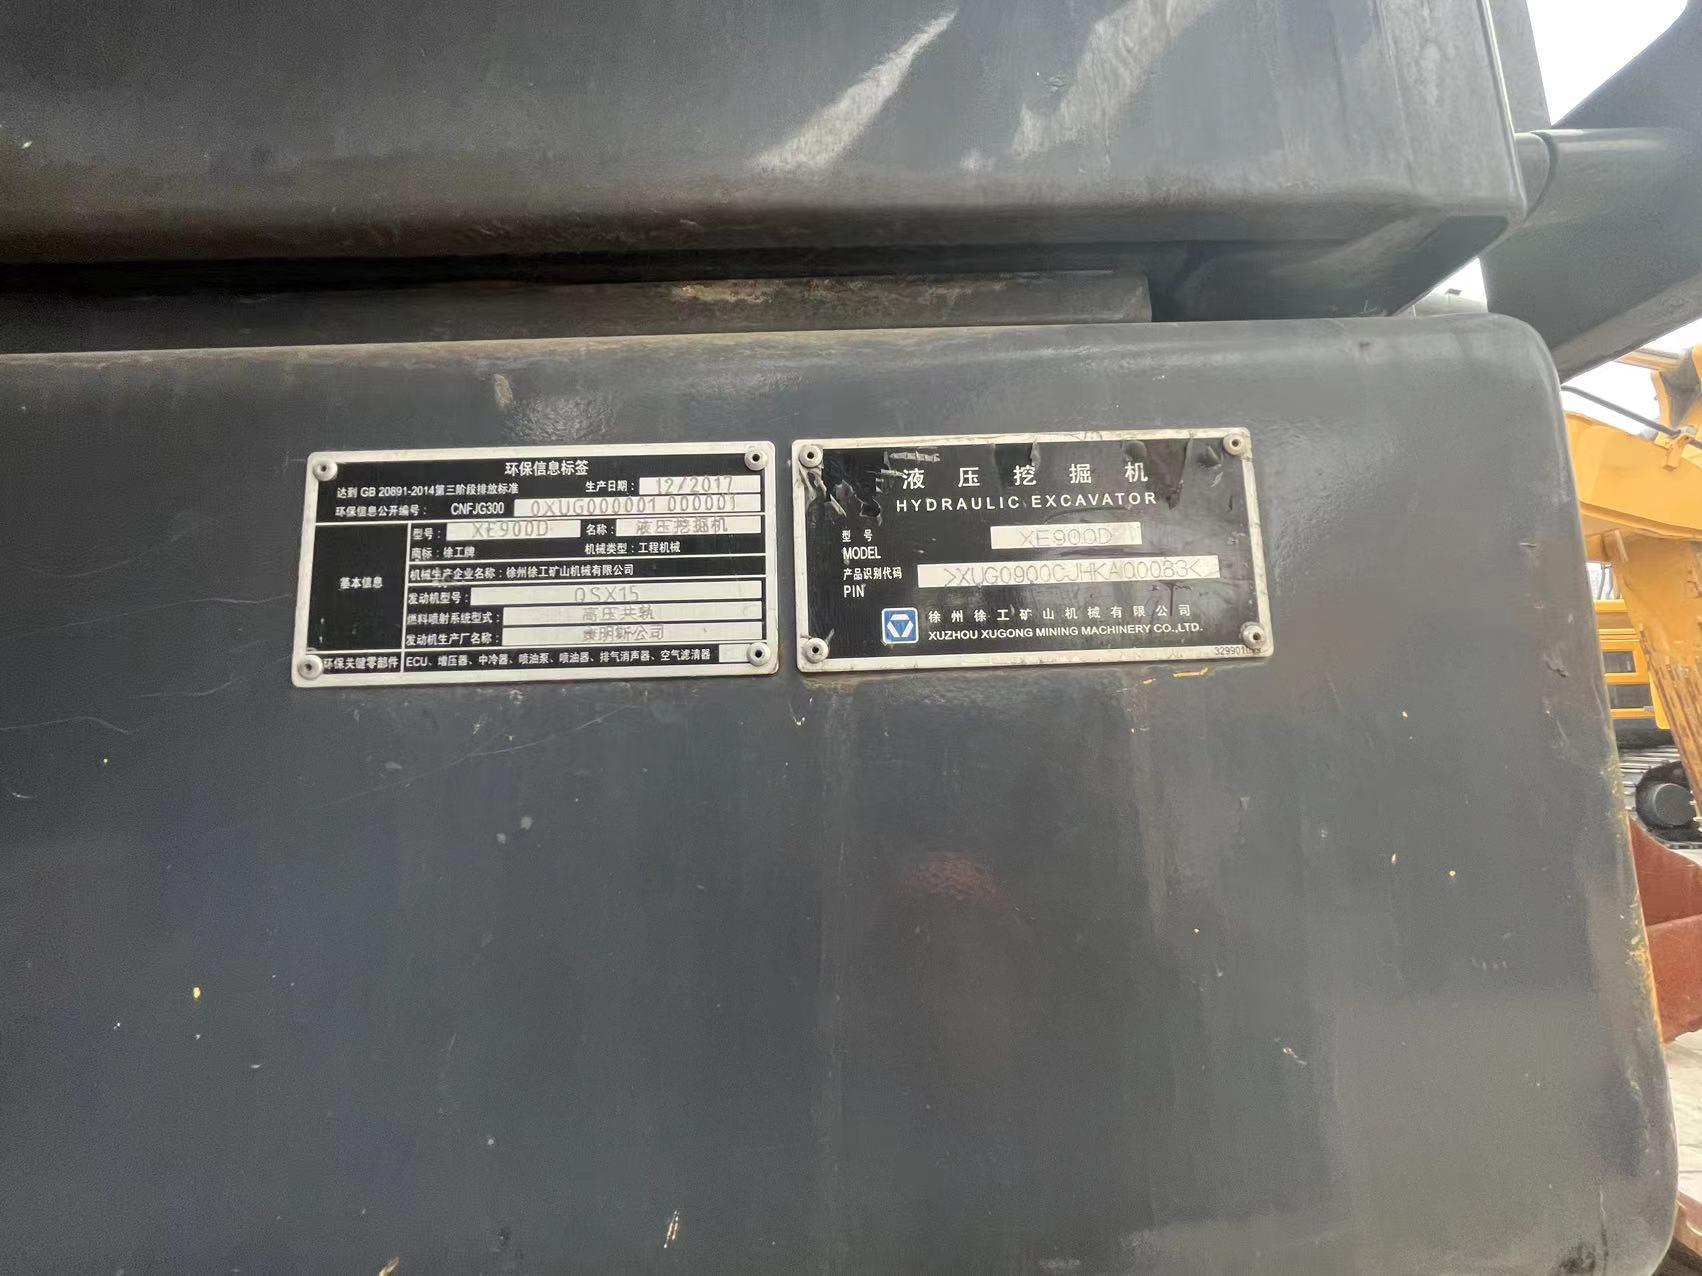 环保信息标签
达到 GB 20891-2014第三阶段排放标准 生产日期： 12/2017
环保信息公开编号： CNFJG300 0XUG000001 000001
基本信息
型号： XE900D 名称： 液压挖掘机
商标：徐工牌 机械类型：工程机械
机械生产企业名称：徐州徐工矿山机械有限公司
发动机型号： QSX15
燃料喷射系统型式： 高压共轨
发动机生产厂名称： 康明斯公司
环保关键零部件 ECU、增压器、中冷器、喷油泵、喷油器、排气消声器、空气滤清器
液压挖掘机
HYDRAULIC EXCAVATOR
型号
MODEL XE900D
产品识别代码
PIN >XUG0900CJHKA00083<
徐州徐工矿山机械有限公司
XUZHOU XUGONG MINING MACHINERY CO.,LTD.